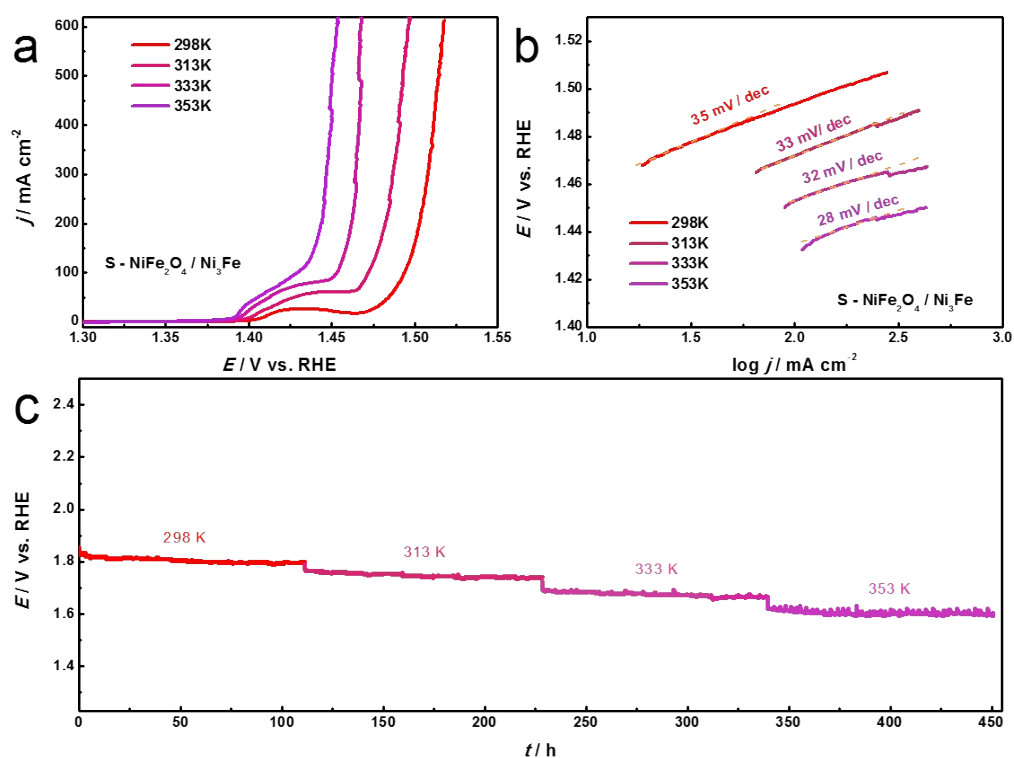 a
600
500
400
300
200
100
0
1.30
1.35
1.40
1.45
1.50
1.55
j / mA cm-2
E / V vs. RHE
298K
313K
333K
353K
S - NiFe2O4 / Ni3Fe
b
1.52
1.50
1.48
1.46
1.44
1.42
1.40
1.0
1.5
2.0
2.5
3.0
E / V vs. RHE
log j / mA cm-2
35 mV / dec
33 mV/ dec
32 mV / dec
28 mV / dec
298K
313K
333K
353K
S - NiFe2O4 / Ni3Fe
c
2.4
2.2
2.0
1.8
1.6
1.4
0
50
100
150
200
250
300
350
400
450
E / V vs. RHE
t / h
298 K
313 K
333 K
353 K